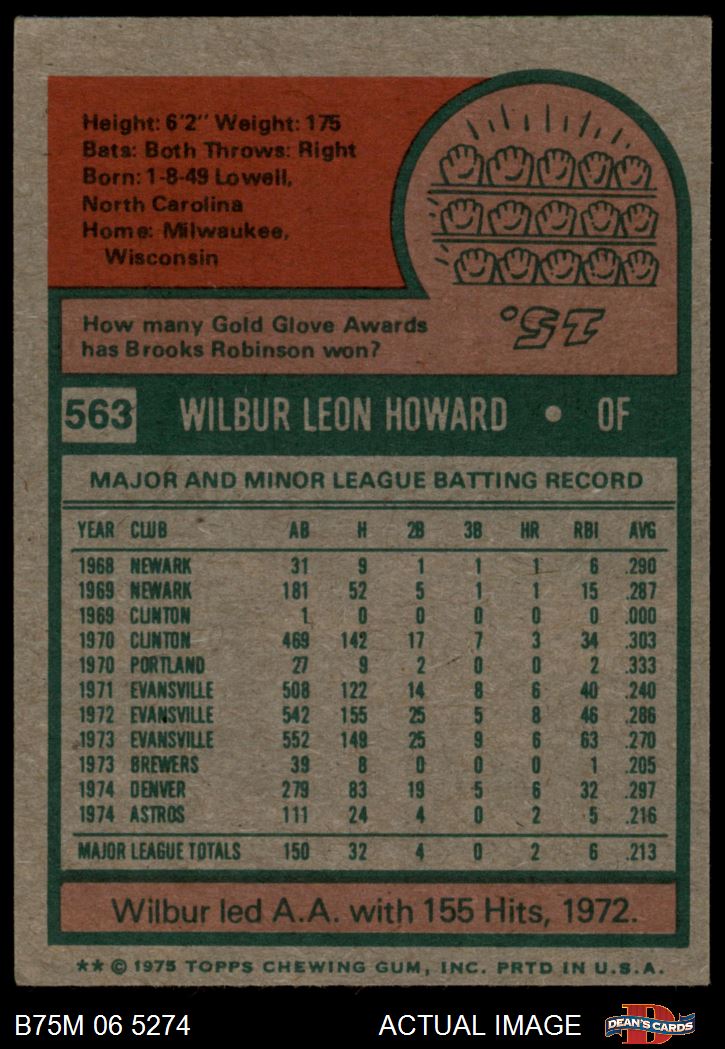 Height: 6'2" Weight: 175
Bats: Both Throws: Right
Born: 1-8-49 Lowell,
North Carolina
Home: Milwaukee,
Wisconsin
How many Gold Glove Awards
has Brooks Robinson won?
15.
563 WILBUR LEON HOWARD • OF
MAJOR AND MINOR LEAGUE BATTING RECORD
YEAR CLUB AB H 2B 3B HR RBI AVG
1968 NEWARK 31 9 1 1 1 6 .290
1969 NEWARK 181 52 5 1 1 15 .287
1969 CLINTON 1 0 0 0 0 0 .000
1970 CLINTON 469 142 17 7 3 34 .303
1970 PORTLAND 27 9 2 0 0 2 .333
1971 EVANSVILLE 508 122 14 8 6 40 .240
1972 EVANSVILLE 542 155 25 5 8 46 .286
1973 EVANSVILLE 552 149 25 9 6 63 .270
1973 BREWERS 39 8 0 0 0 1 .205
1974 DENVER 279 83 19 5 6 32 .297
1974 ASTROS 111 24 4 0 2 5 .216
MAJOR LEAGUE TOTALS 150 32 4 0 2 6 .213
Wilbur led A.A. with 155 Hits, 1972.
** © 1975 TOPPS CHEWING GUM, INC. PRTD IN U.S.A.
B75M 06 5274 ACTUAL IMAGE DEAN'S CARDS